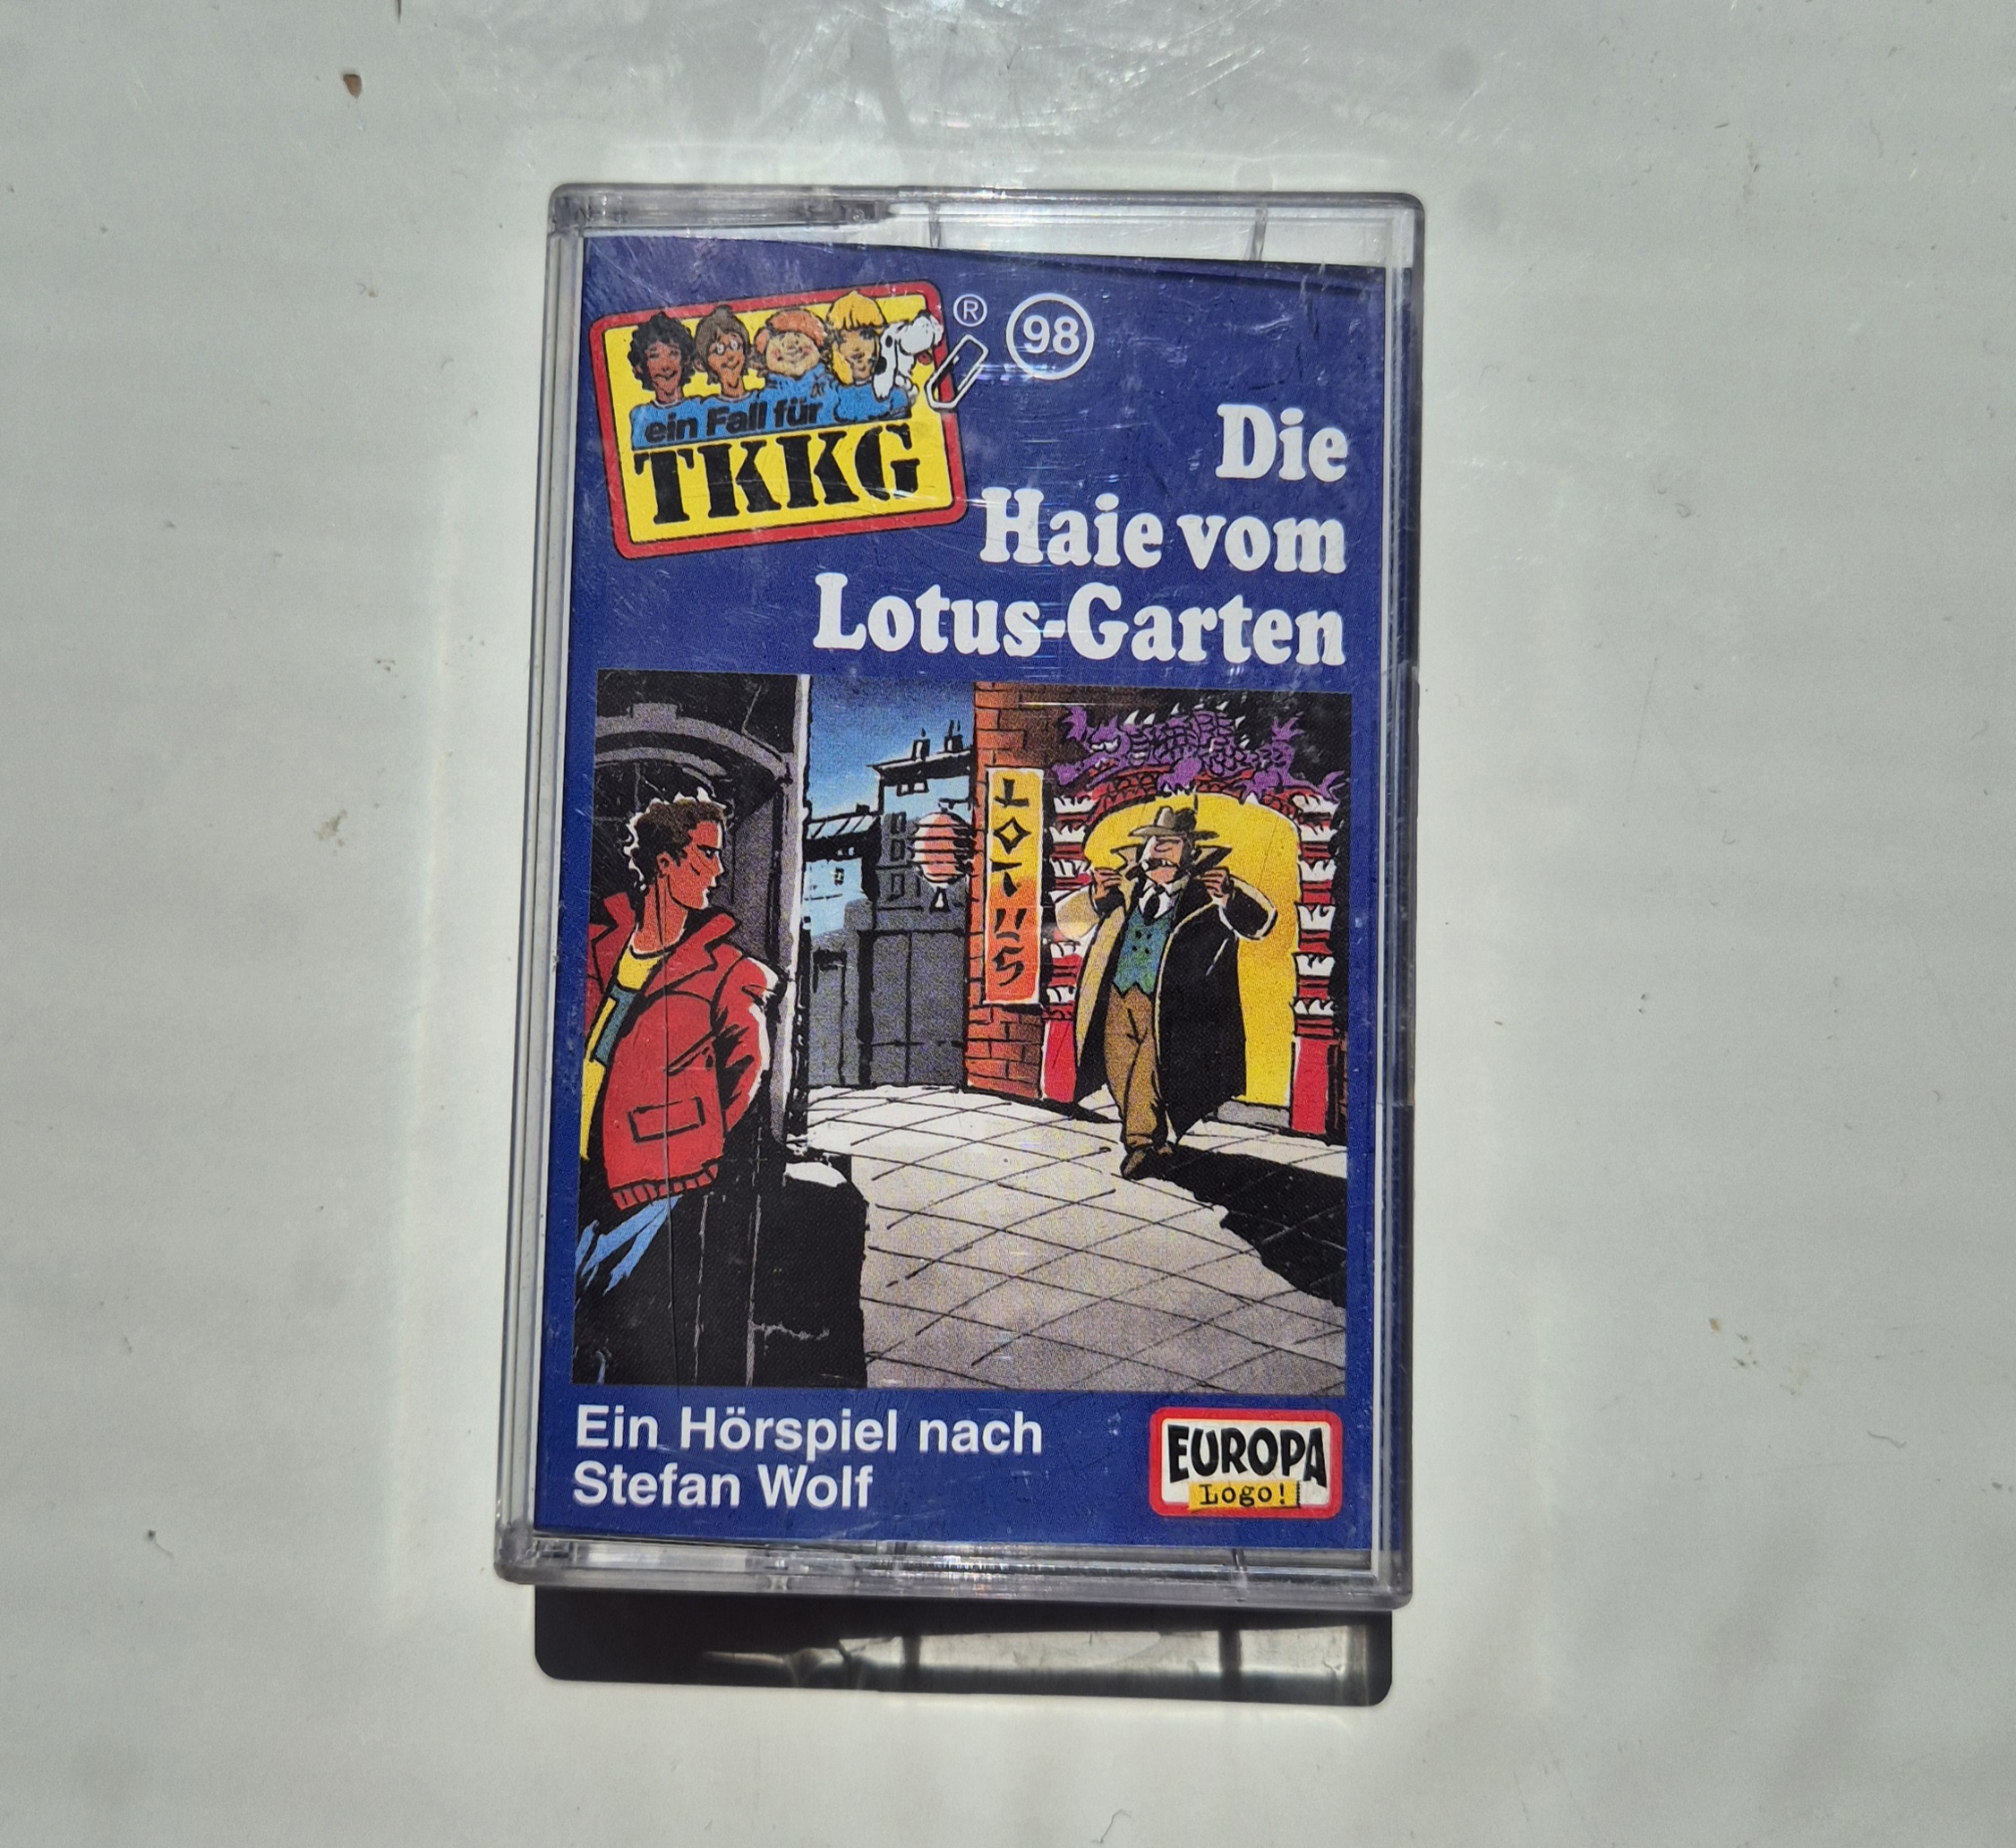 ein Fall für
TKKG
®
98
Die
Haie vom
Lotus-Garten
LOTUS
Ein Hörspiel nach
Stefan Wolf
EUROPA
Logo!